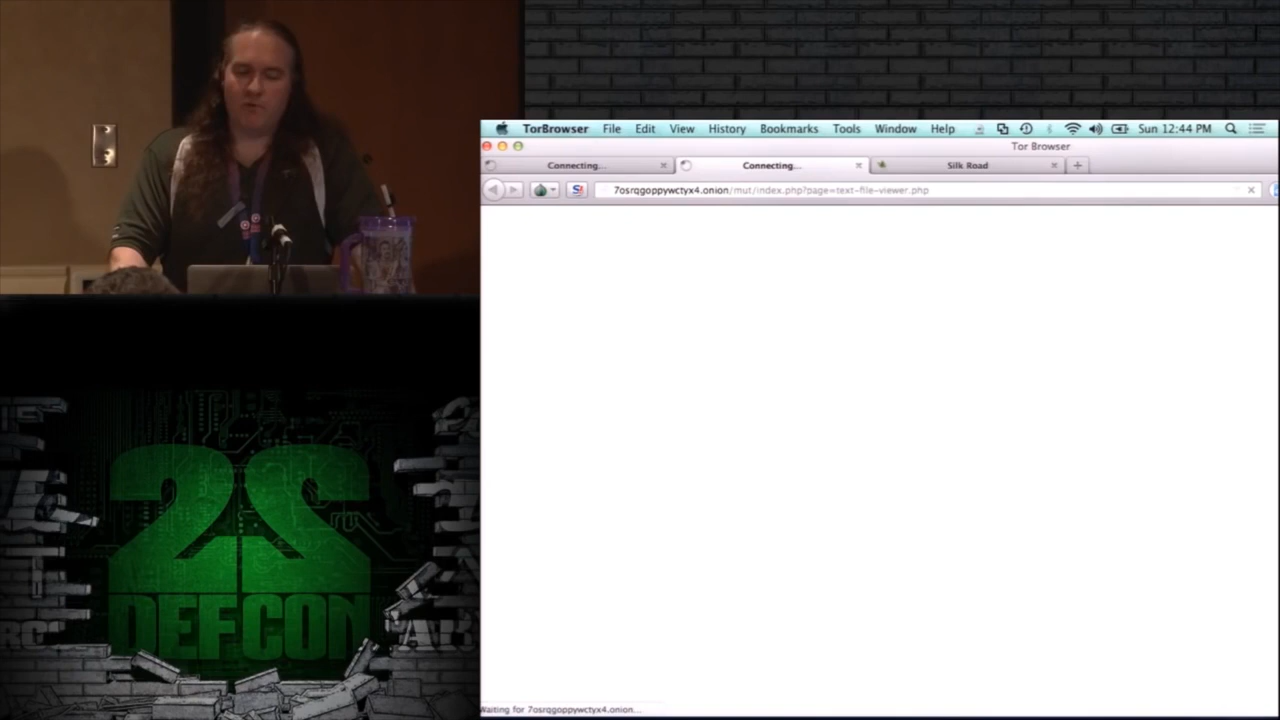 TorBrowser File Edit View History Bookmarks Tools Window Help Sun 12:44 PM
Tor Browser
Connecting... Connecting... Silk Road
7osrqgoppywctyx4.onion/mut/index.php?page=text-file-viewer.php
22
DEFCON
Waiting for 7osrqgoppywctyx4.onion...